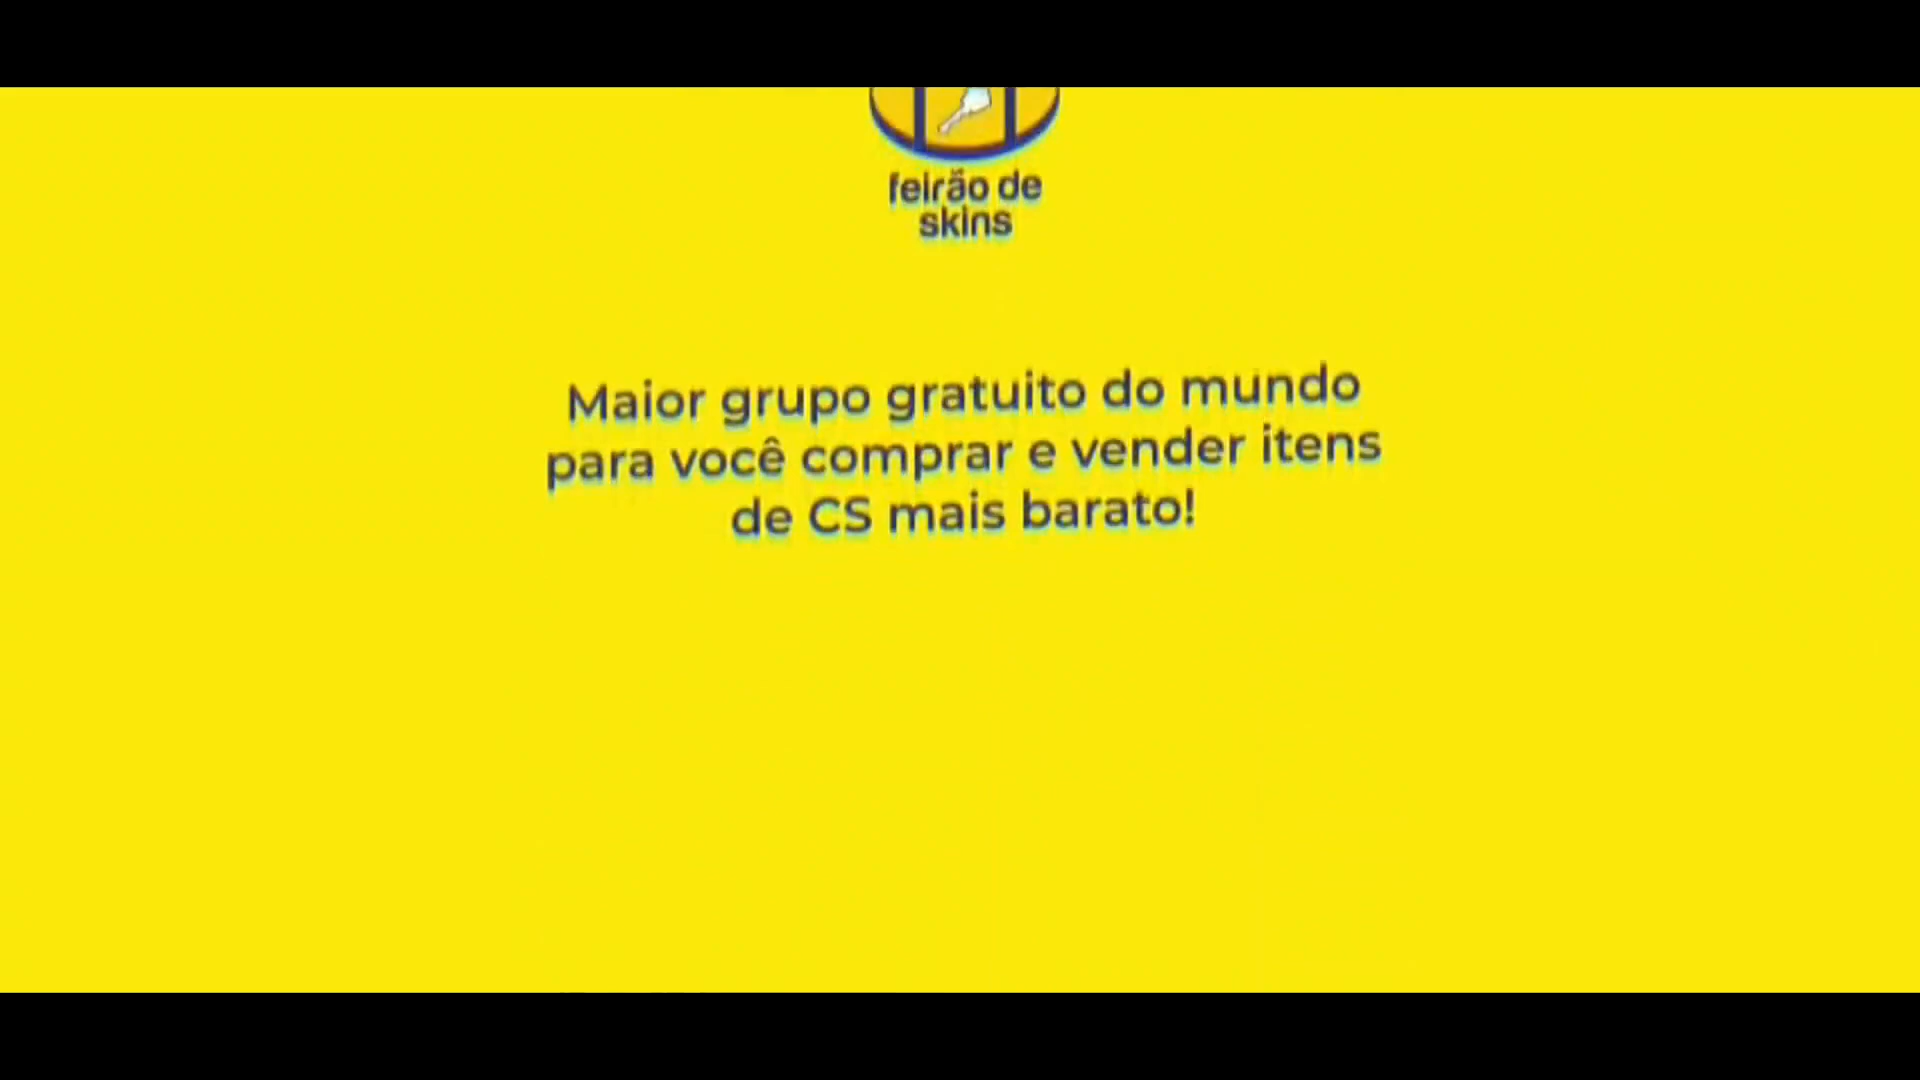 feirão de
skins
Maior grupo gratuito do mundo
para você comprar e vender itens
de CS mais barato!